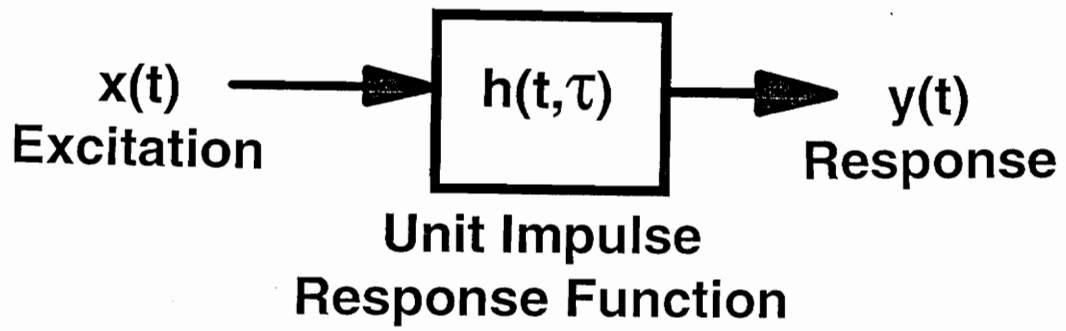 x(t)
Excitation
h(t,τ)
Unit Impulse
Response Function
y(t)
Response